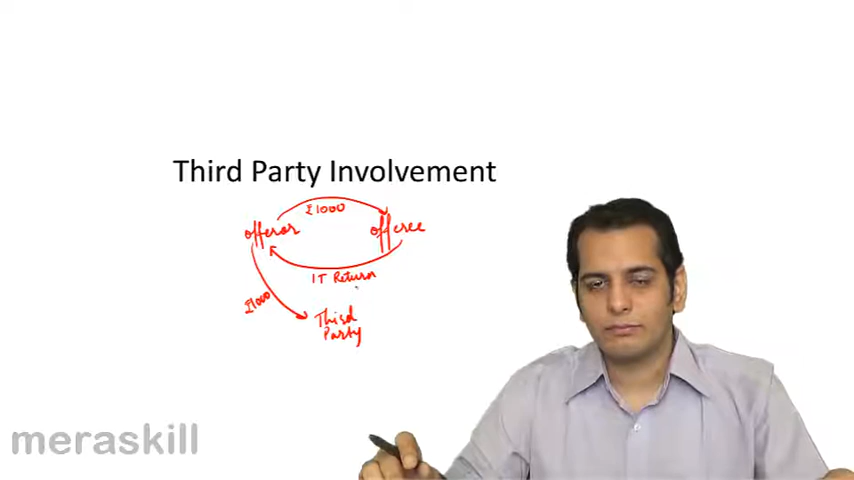 Third Party Involvement
₹1000
offeror
offeree
IT Return
₹1000
Third
Party
meraskill